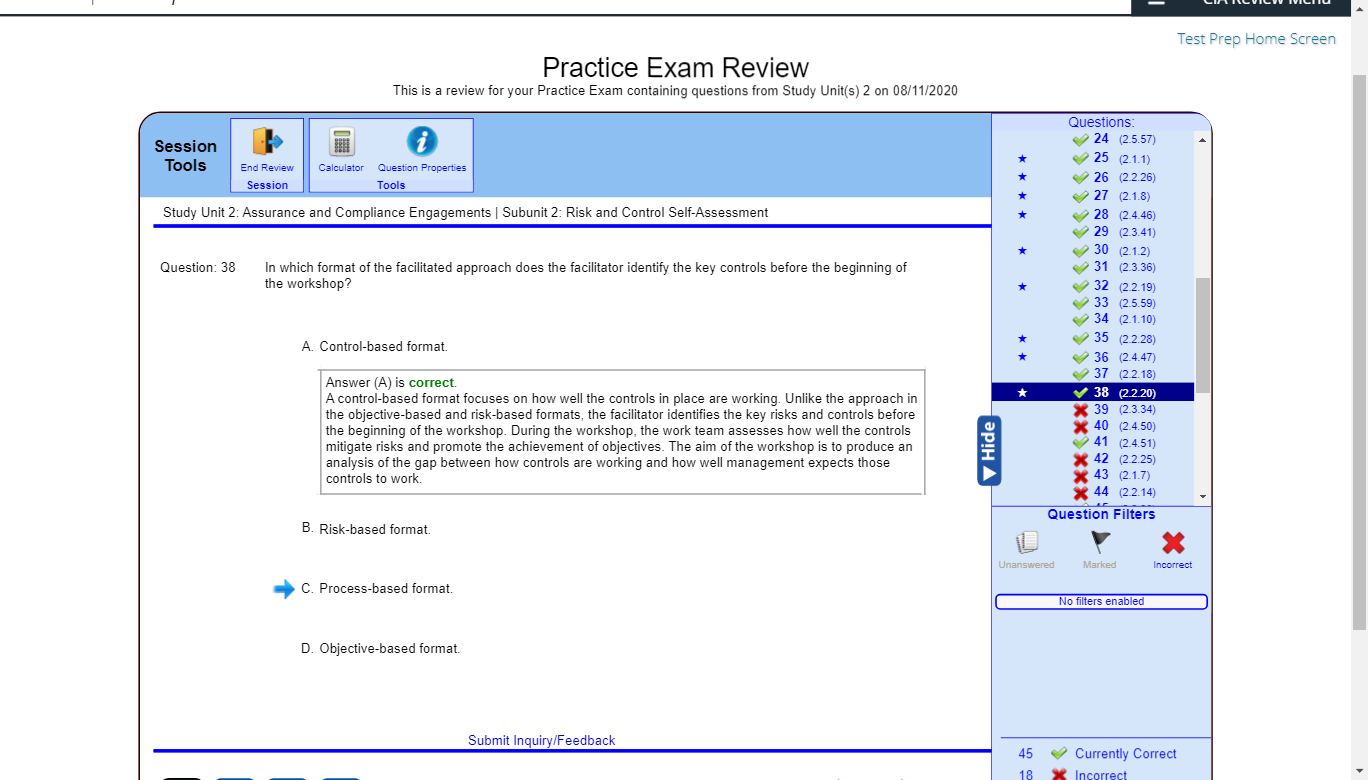 CIA Review Menu
Test Prep Home Screen
Practice Exam Review
This is a review for your Practice Exam containing questions from Study Unit(s) 2 on 08/11/2020
Session
Tools
End Review
Session
Calculator
Question Properties
Tools
Study Unit 2: Assurance and Compliance Engagements | Subunit 2: Risk and Control Self-Assessment
Question: 38
In which format of the facilitated approach does the facilitator identify the key controls before the beginning of
the workshop?
A. Control-based format.
Answer (A) is correct.
A control-based format focuses on how well the controls in place are working. Unlike the approach in
the objective-based and risk-based formats, the facilitator identifies the key risks and controls before
the beginning of the workshop. During the workshop, the work team assesses how well the controls
mitigate risks and promote the achievement of objectives. The aim of the workshop is to produce an
analysis of the gap between how controls are working and how well management expects those
controls to work.
B. Risk-based format.
C. Process-based format.
D. Objective-based format.
Submit Inquiry/Feedback
Questions:
24 (2.5.57)
25 (2.1.1)
26 (2.2.26)
27 (2.1.8)
28 (2.4.46)
29 (2.3.41)
30 (2.1.2)
31 (2.3.36)
32 (2.2.19)
33 (2.5.59)
34 (2.1.10)
35 (2.2.28)
36 (2.4.47)
37 (2.2.18)
38 (2.2.20)
39 (2.3.34)
40 (2.4.50)
41 (2.4.51)
42 (2.2.25)
43 (2.1.7)
44 (2.2.14)
Hide
Question Filters
Unanswered
Marked
Incorrect
No filters enabled
45 Currently Correct
18 Incorrect